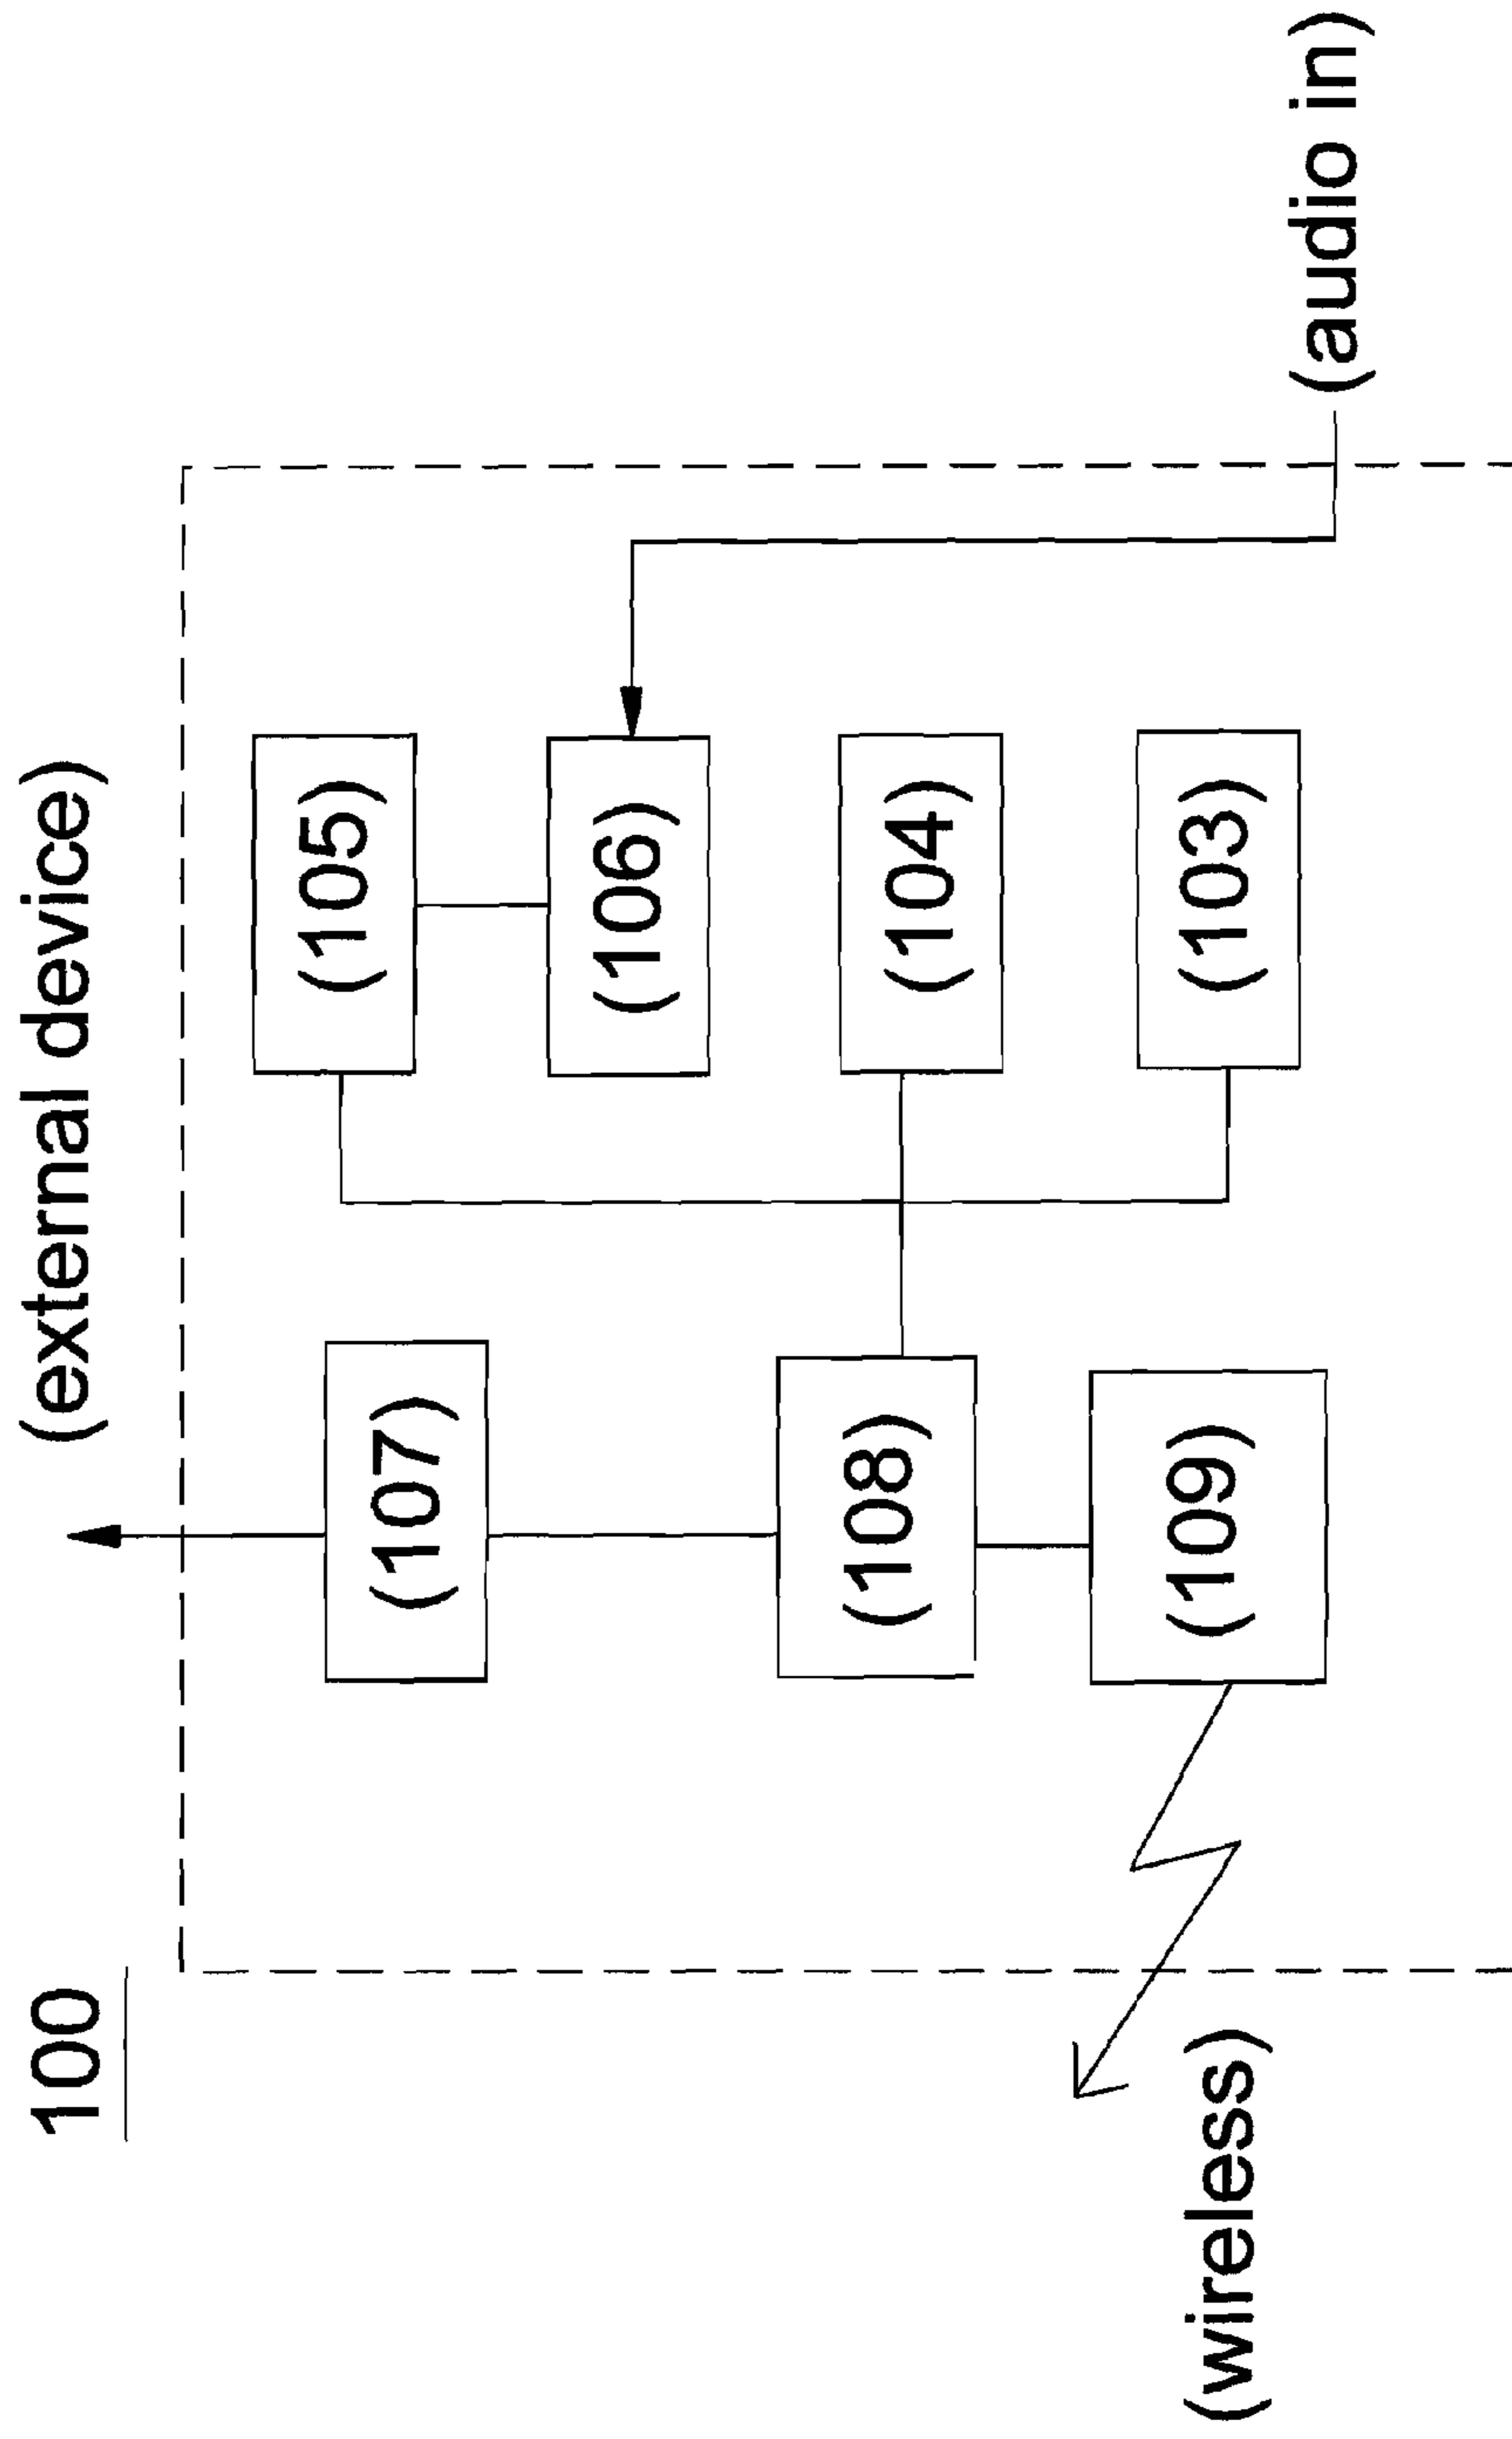 100
(external device)
(107)
(105)
(108)
(106)
(109)
(104)
(103)
(wireless)
(audio in)